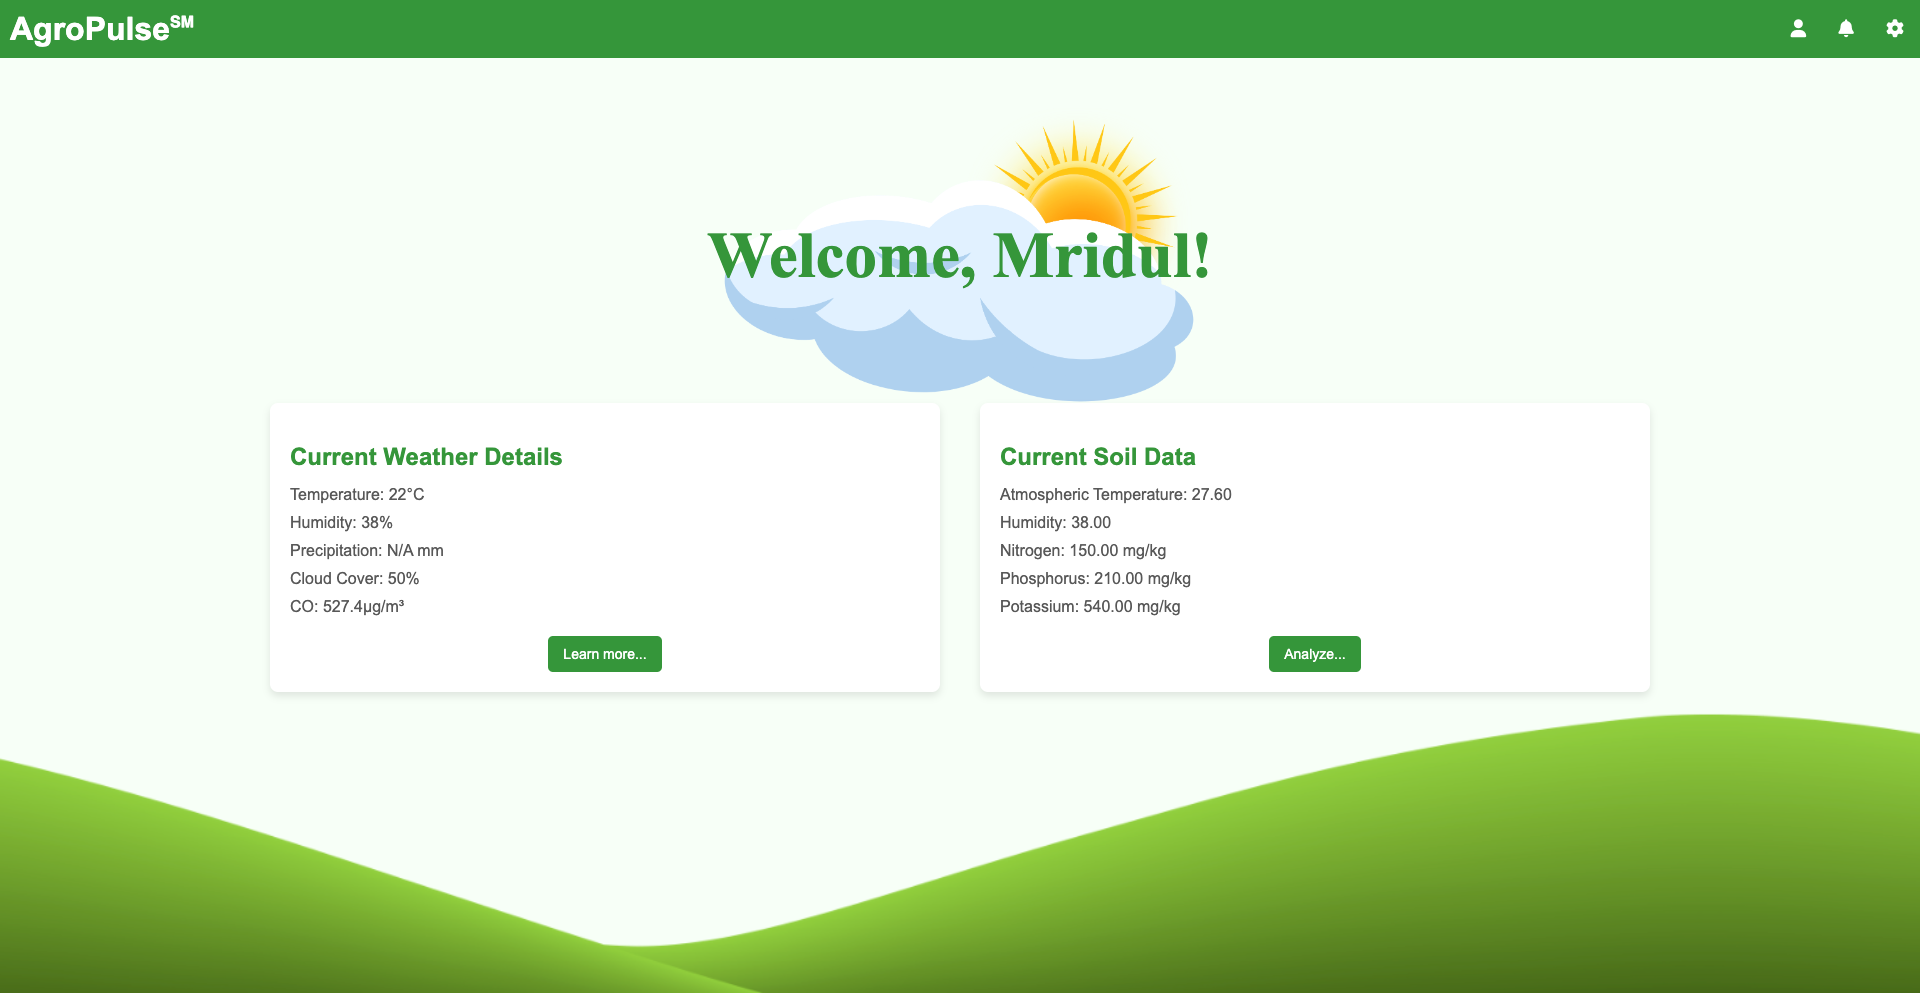 AgroPulse℠
Welcome, Mridul!
Current Weather Details
Temperature: 22°C
Humidity: 38%
Precipitation: N/A mm
Cloud Cover: 50%
CO: 527.4μg/m³
Learn more...
Current Soil Data
Atmospheric Temperature: 27.60
Humidity: 38.00
Nitrogen: 150.00 mg/kg
Phosphorus: 210.00 mg/kg
Potassium: 540.00 mg/kg
Analyze...